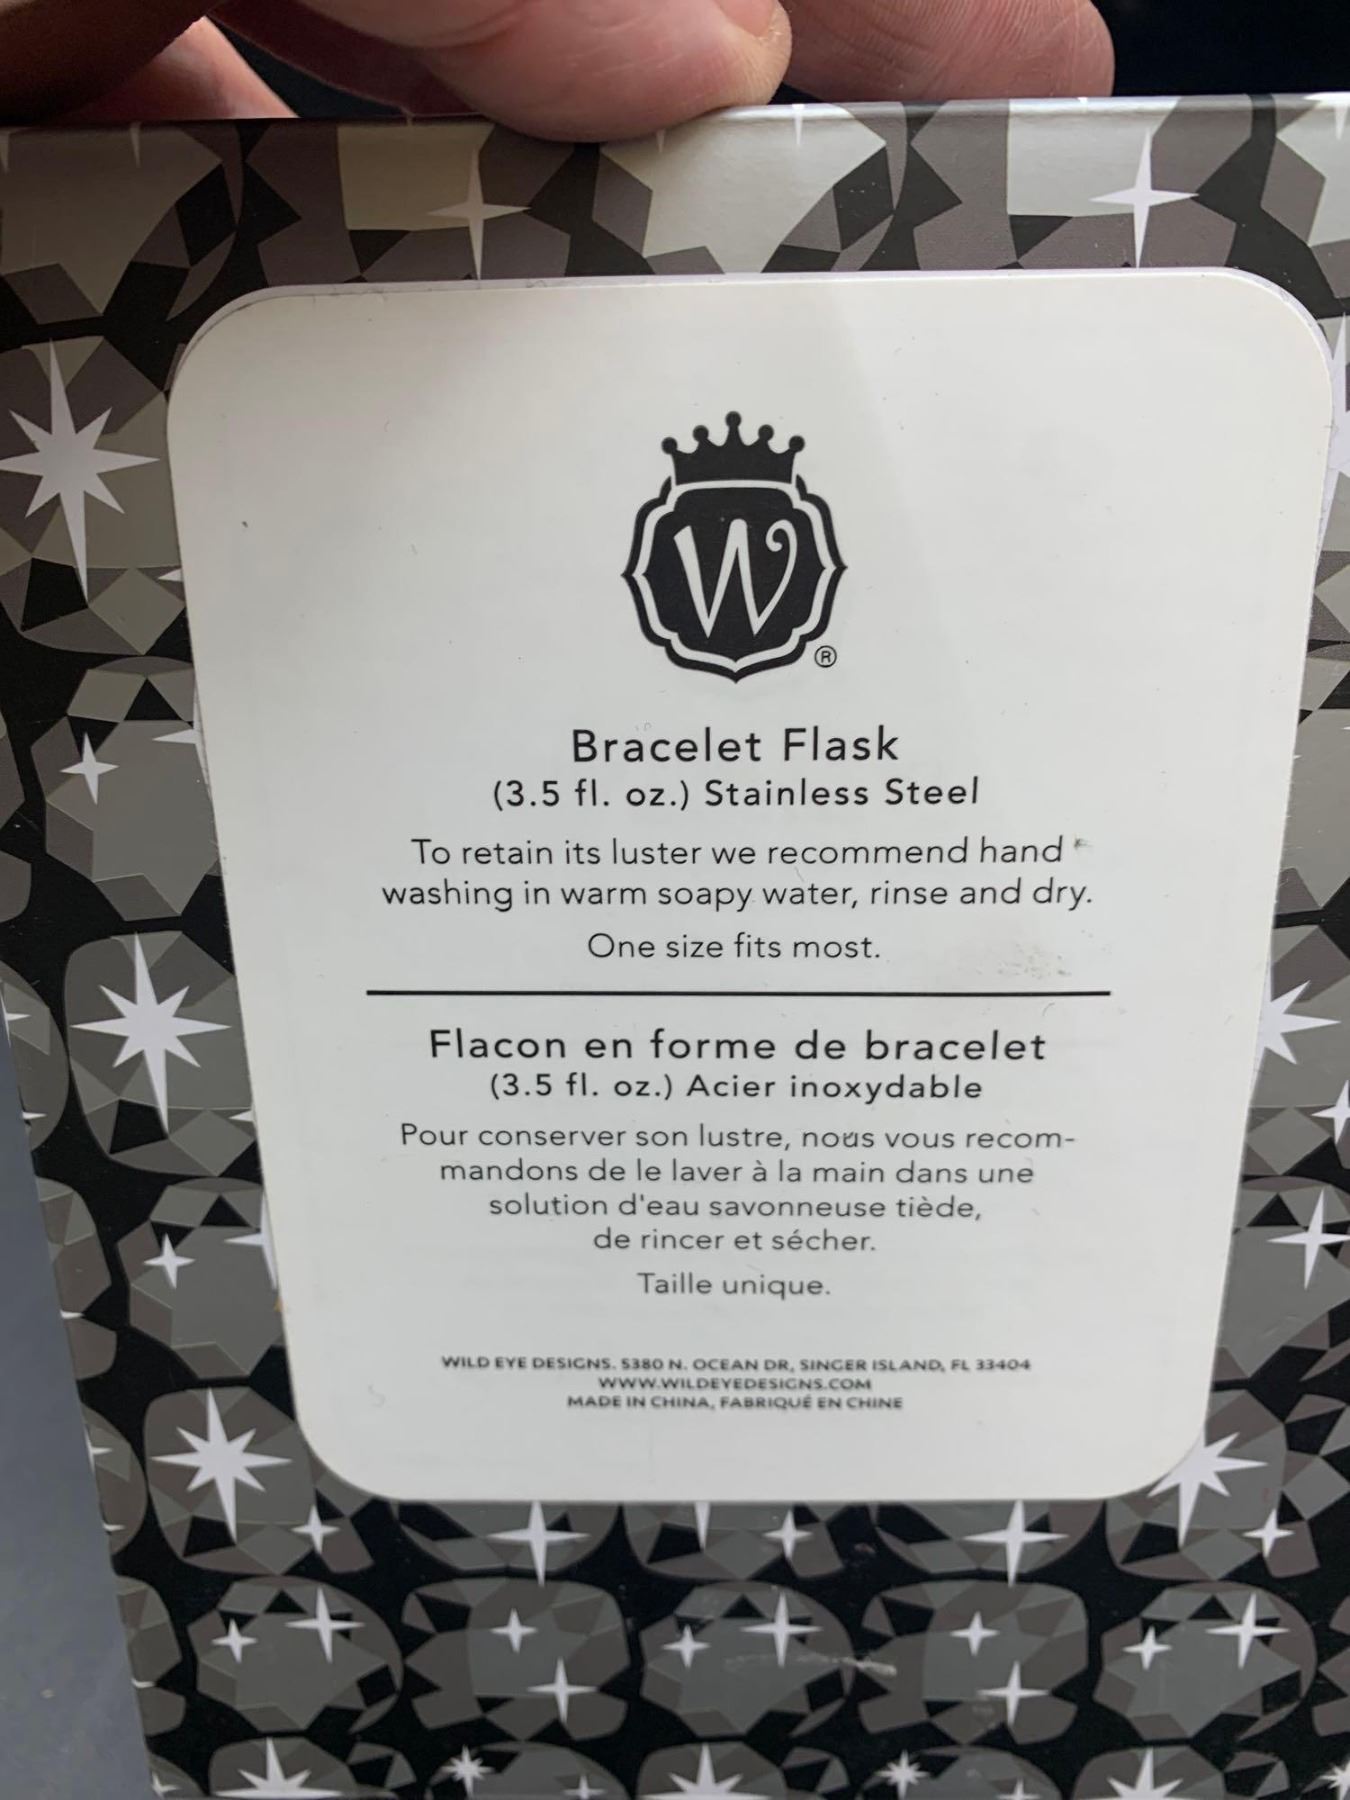 W
®
Bracelet Flask
(3.5 fl. oz.) Stainless Steel
To retain its luster we recommend hand
washing in warm soapy water, rinse and dry.
One size fits most.
Flacon en forme de bracelet
(3.5 fl. oz.) Acier inoxydable
Pour conserver son lustre, nous vous recom-
mandons de le laver à la main dans une
solution d'eau savonneuse tiède,
de rincer et sécher.
Taille unique.
WILD EYE DESIGNS. 5380 N. OCEAN DR, SINGER ISLAND, FL 33404
WWW.WILDEYEDESIGNS.COM
MADE IN CHINA, FABRIQUÉ EN CHINE